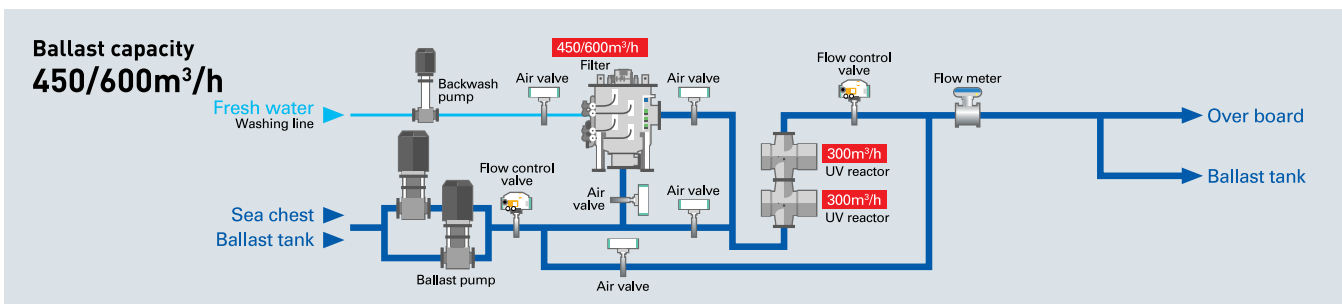 Ballast capacity
450/600m³/h
Fresh water
Washing line
Backwash
pump
Air valve
450/600m³/h
Filter
Air valve
Flow control
valve
Flow meter
Over board
Ballast tank
300m³/h
UV reactor
300m³/h
UV reactor
Sea chest
Ballast tank
Ballast pump
Flow control
valve
Air
valve
Air valve
Air valve